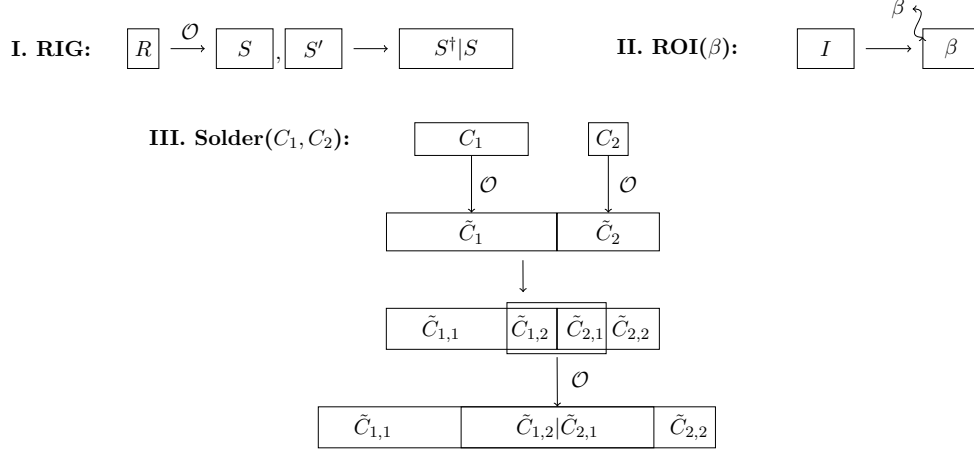 I. RIG: R 𝒪 S , S′ S†|S
II. ROI(β): I β β
III. Solder(C₁, C₂): C₁ C₂
𝒪 𝒪
C̃₁ C̃₂
C̃₁,₁ C̃₁,₂ C̃₂,₁ C̃₂,₂
𝒪
C̃₁,₁ C̃₁,₂|C̃₂,₁ C̃₂,₂